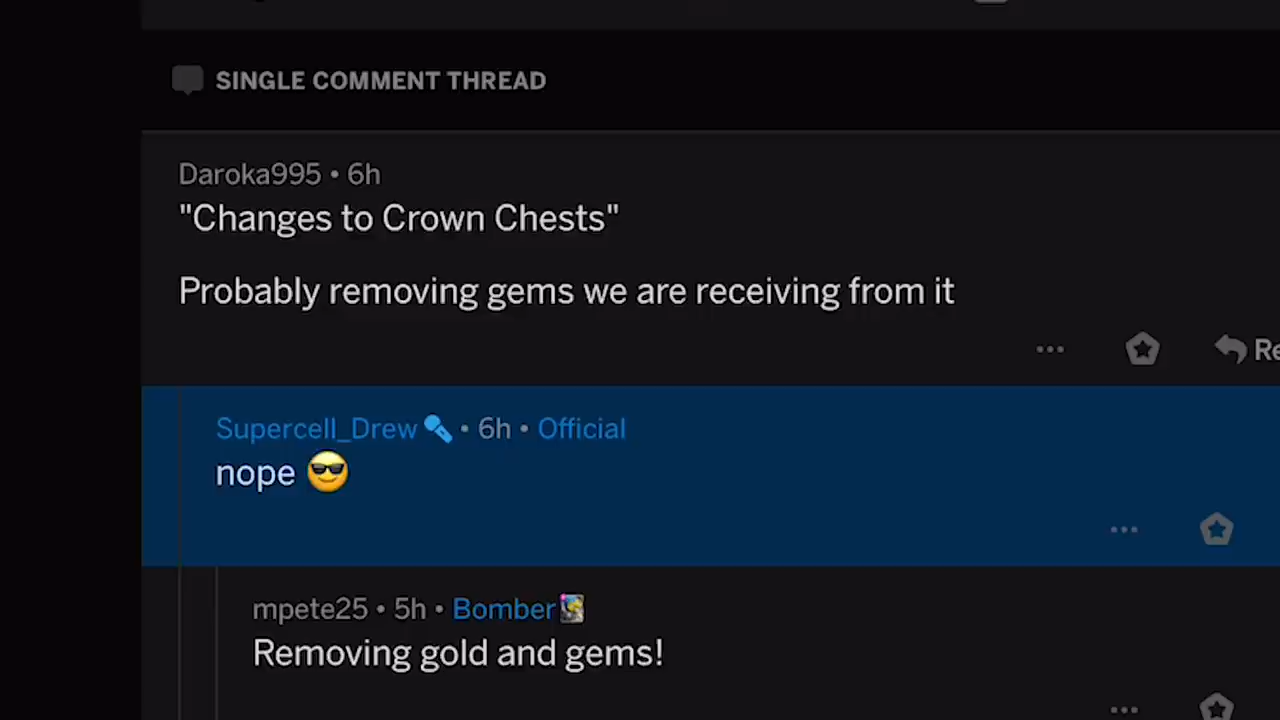 SINGLE COMMENT THREAD
Daroka995 • 6h
"Changes to Crown Chests"
Probably removing gems we are receiving from it
Re
Supercell_Drew • 6h • Official
nope 😎
mpete25 • 5h • Bomber
Removing gold and gems!